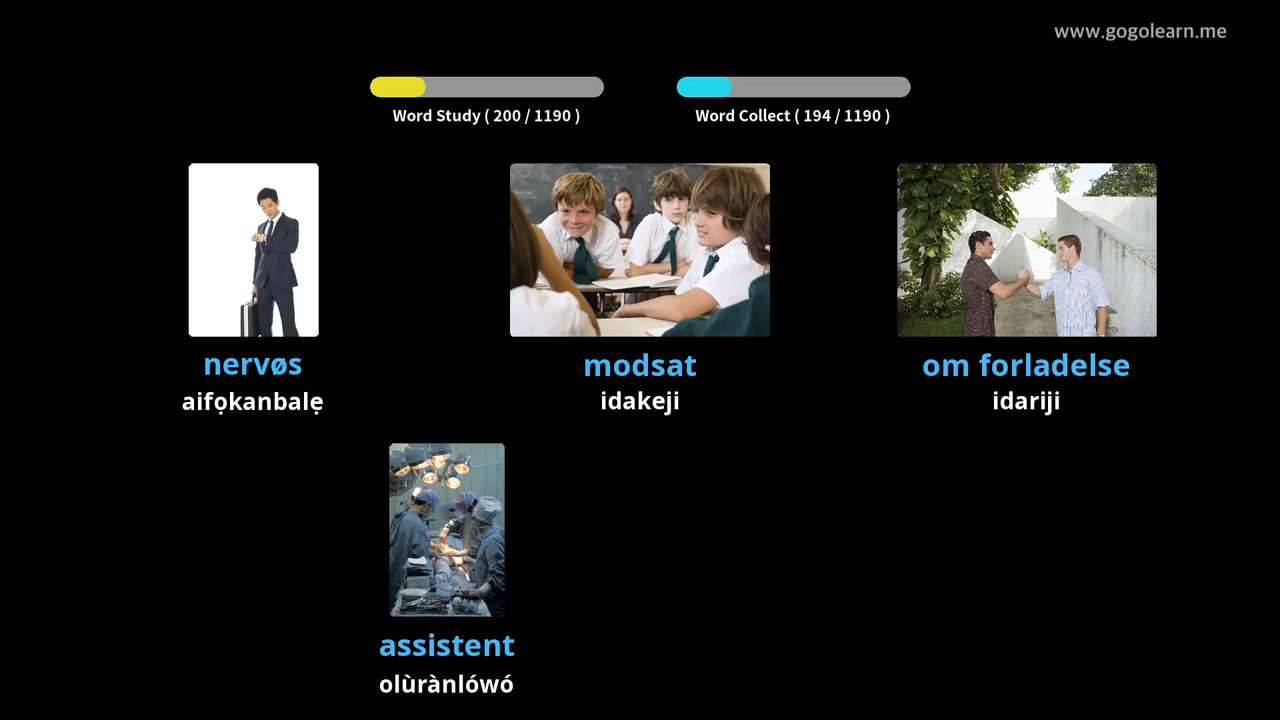 www.gogolearn.me
Word Study ( 200 / 1190 )
Word Collect ( 194 / 1190 )
nervøs
aifọkanbalẹ
modsat
idakeji
om forladelse
idariji
assistent
olùrànlówó